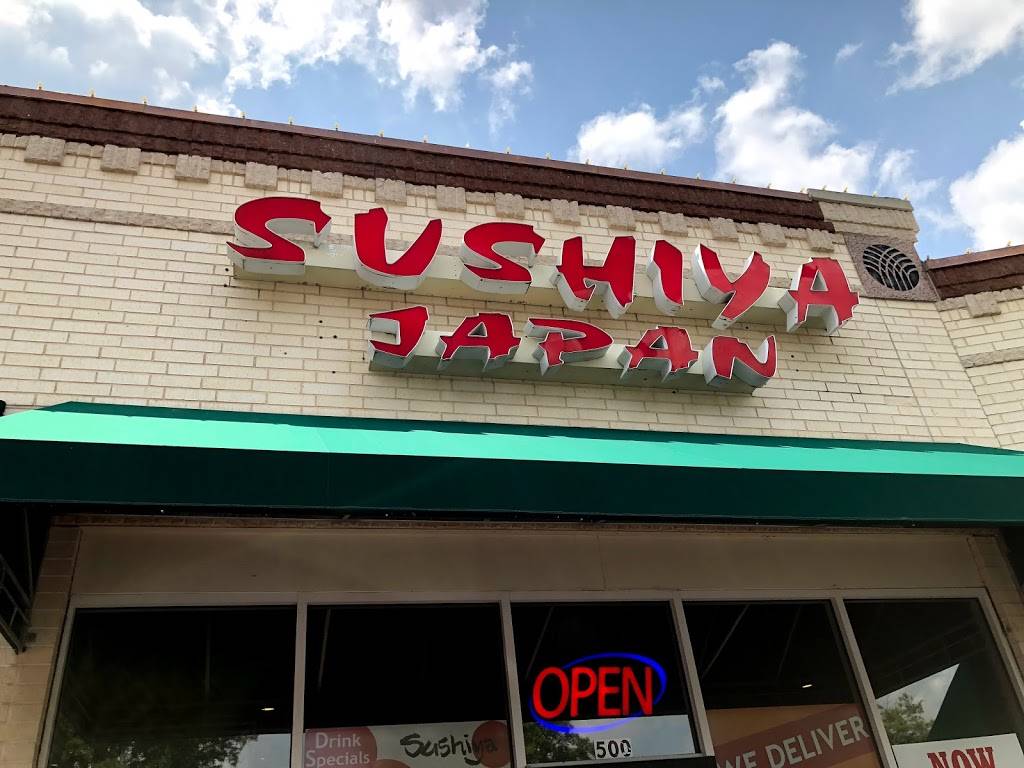 SUSHIYA
JAPAN
OPEN
500
Drink
Specials
Sushiya
WE DELIVER
NOW